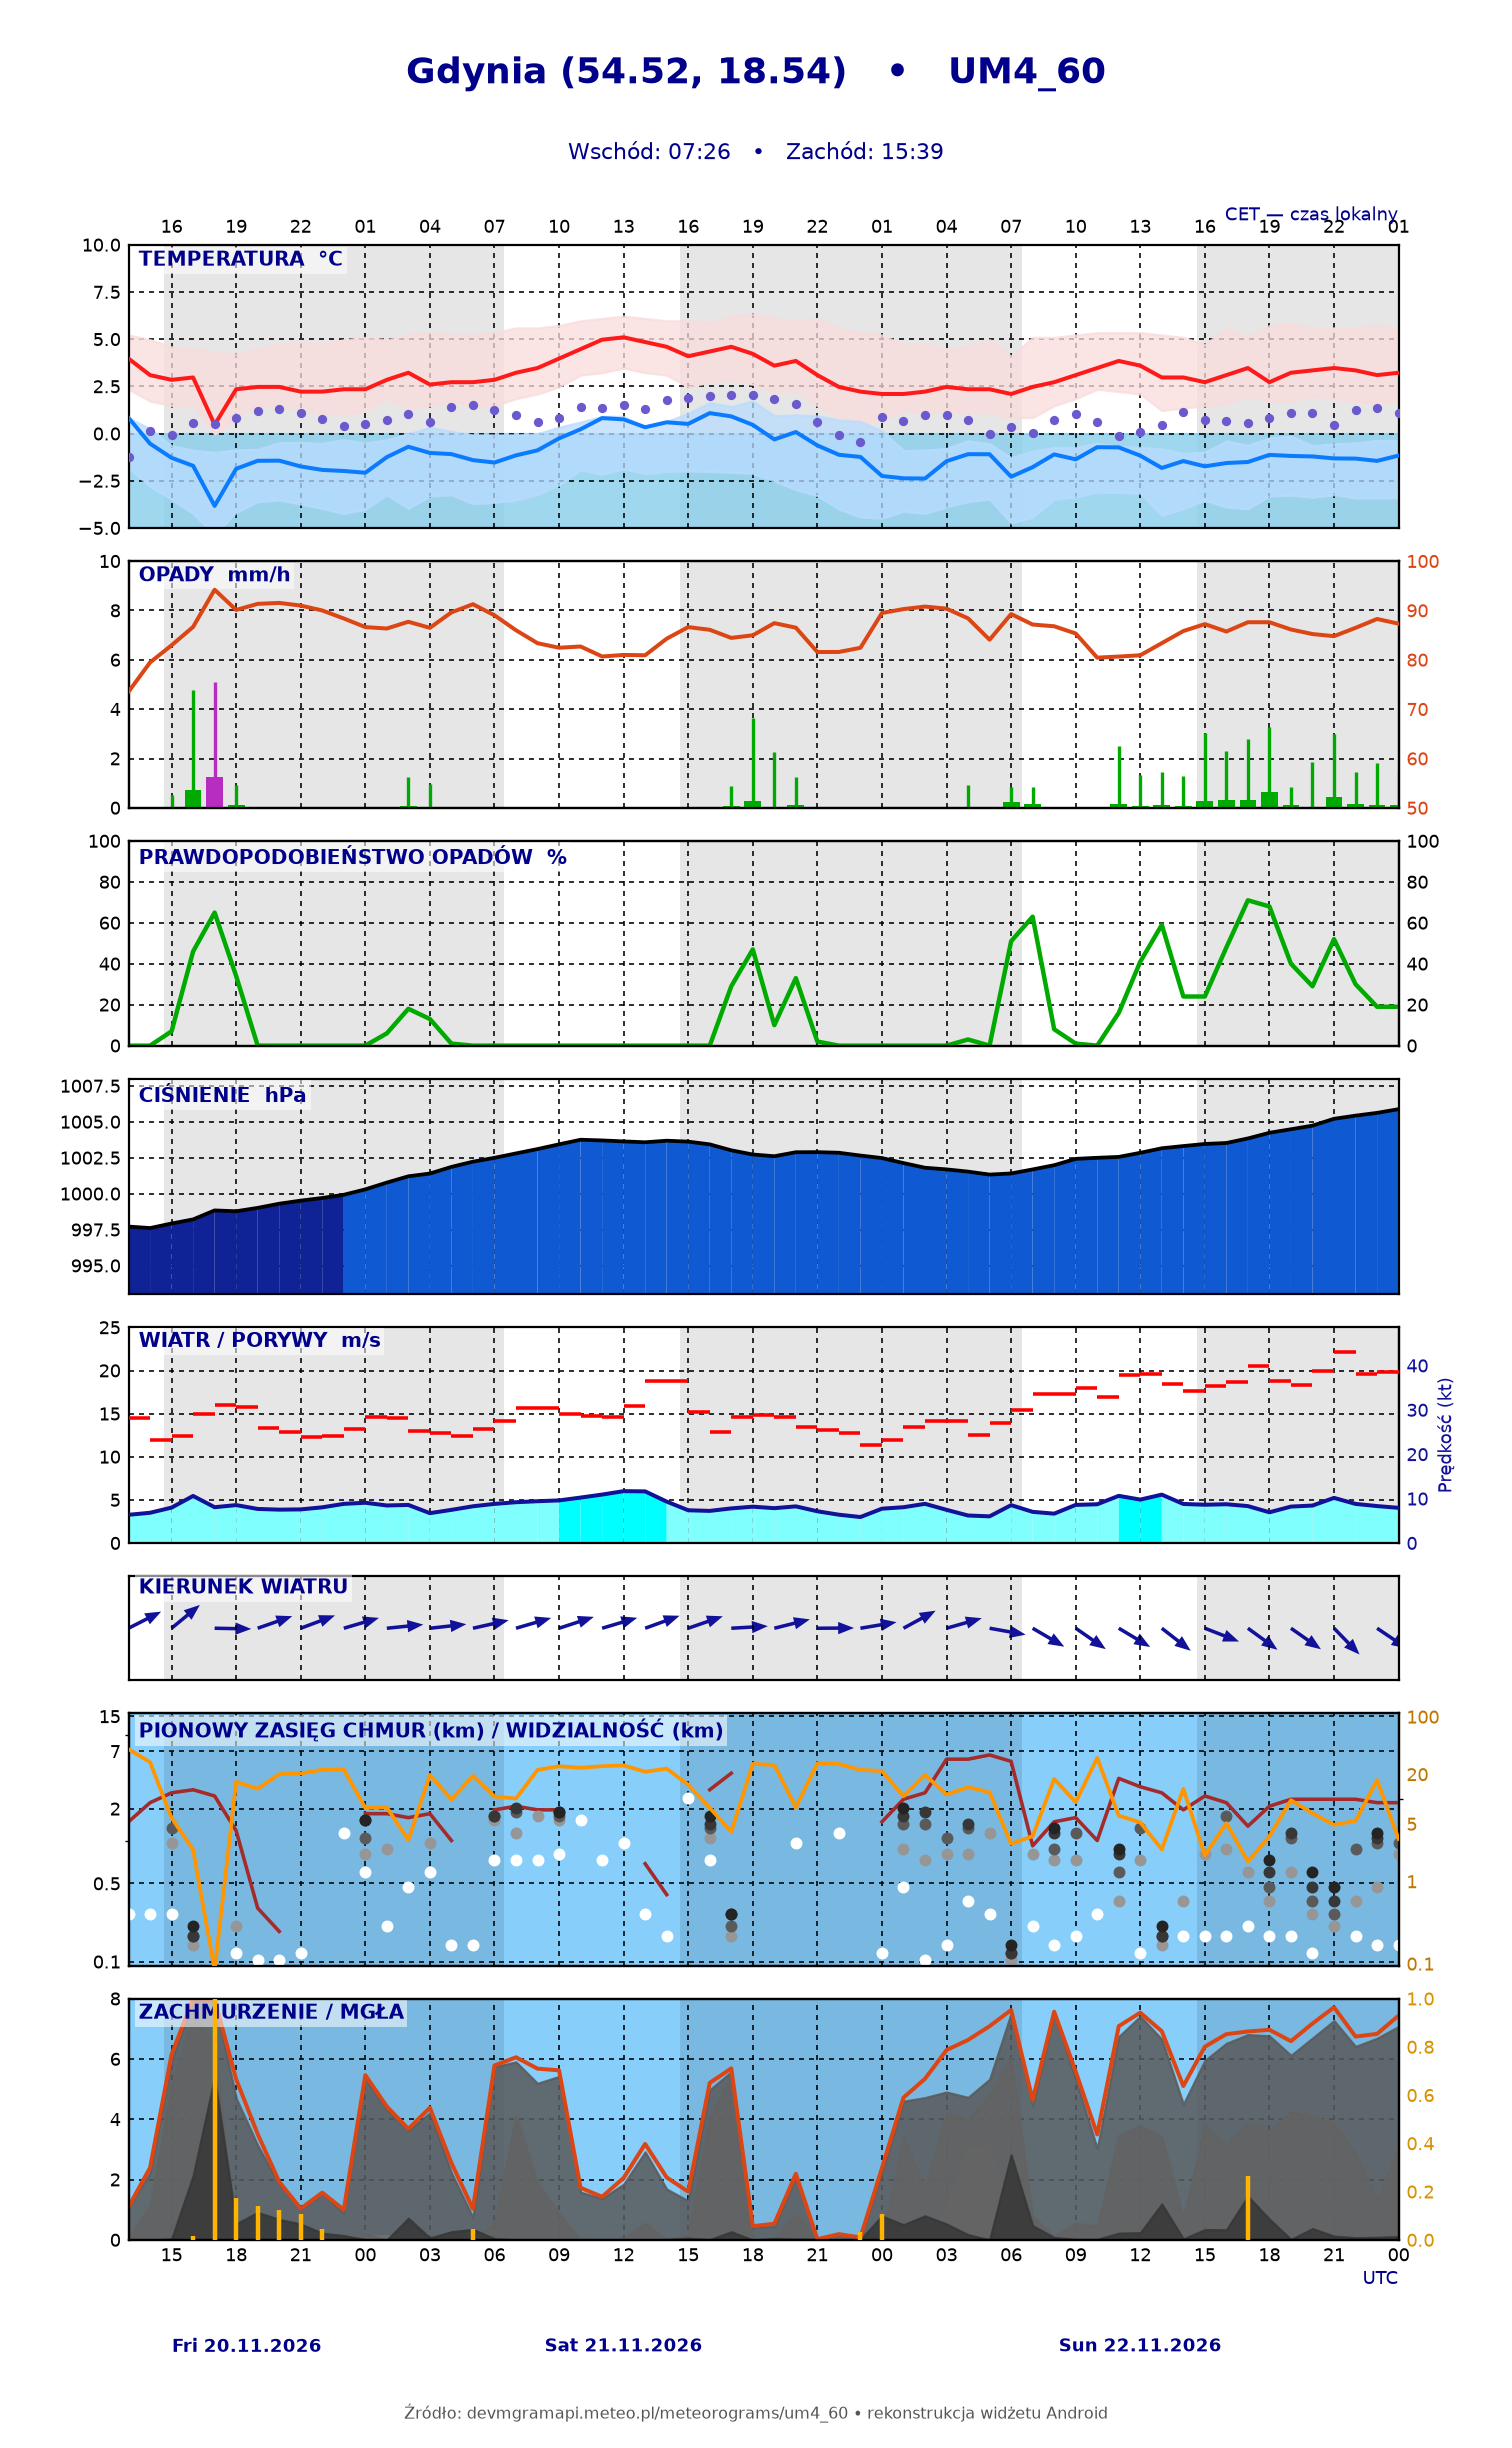 Gdynia (54.52, 18.54) • UM4_60
Wschód: 07:26 • Zachód: 15:39
CET — czas lokalny
16 19 22 01 04 07 10 13 16 19 22 01 04 07 10 13 16 19 22 01
TEMPERATURA °C
10.0
7.5
5.0
2.5
0.0
−2.5
−5.0
OPADY mm/h
10 100
8 90
6 80
4 70
2 60
0 50
PRAWDOPODOBIEŃSTWO OPADÓW %
100 100
80 80
60 60
40 40
20 20
0 0
CIŚNIENIE hPa
1007.5
1005.0
1002.5
1000.0
997.5
995.0
WIATR / PORYWY m/s
25
20 40
15 30
10 20
5 10
0 0
Prędkość (kt)
KIERUNEK WIATRU
PIONOWY ZASIĘG CHMUR (km) / WIDZIALNOŚĆ (km)
15 100
7 20
2 5
0.5 1
0.1 0.1
ZACHMURZENIE / MGŁA
8 1.0
6 0.8
4 0.6
2 0.4
0 0.2
0.0
15 18 21 00 03 06 09 12 15 18 21 00 03 06 09 12 15 18 21 00
UTC
Fri 20.11.2026 Sat 21.11.2026 Sun 22.11.2026
Źródło: devmgramapi.meteo.pl/meteorograms/um4_60 • rekonstrukcja widżetu Android